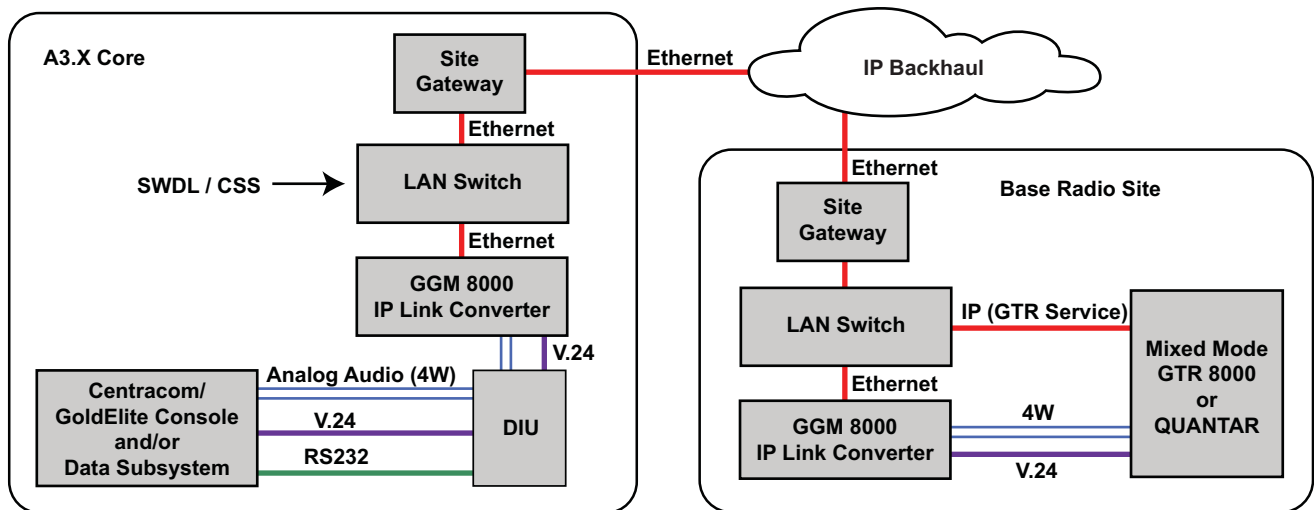 A3.X Core
Site
Gateway
Ethernet
IP Backhaul
Ethernet
SWDL / CSS
LAN Switch
Ethernet
GGM 8000
IP Link Converter
V.24
Analog Audio (4W)
Centracom/
GoldElite Console
and/or
Data Subsystem
V.24
RS232
DIU
Ethernet
Base Radio Site
Site
Gateway
LAN Switch
IP (GTR Service)
Mixed Mode
GTR 8000
or
QUANTAR
Ethernet
GGM 8000
IP Link Converter
4W
V.24